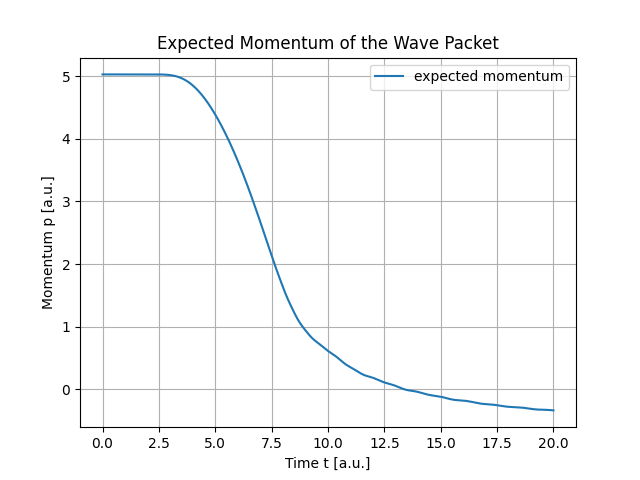 Expected Momentum of the Wave Packet
expected momentum
5
4
3
2
1
0
Momentum p [a.u.]
0.0 2.5 5.0 7.5 10.0 12.5 15.0 17.5 20.0
Time t [a.u.]